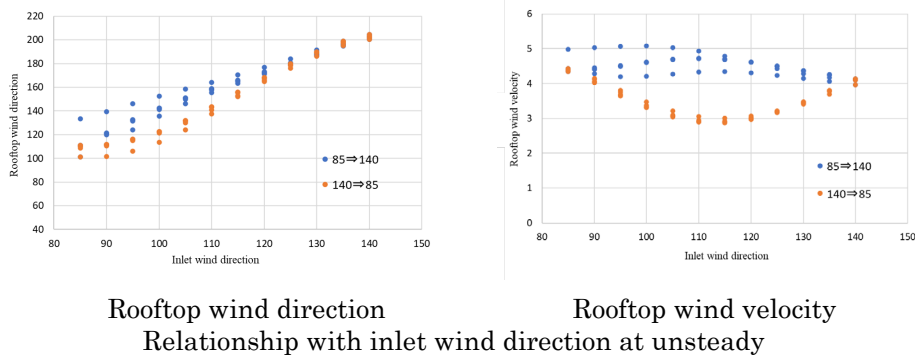 220
200
180
160
140
120
100
80
60
40
Rooftop wind direction
85⇒140
140⇒85
80 90 100 110 120 130 140 150
Inlet wind direction
6
5
4
3
2
1
0
Rooftop wind velocity
85⇒140
140⇒85
80 90 100 110 120 130 140 150
Inlet wind direction
Rooftop wind direction Rooftop wind velocity
Relationship with inlet wind direction at unsteady